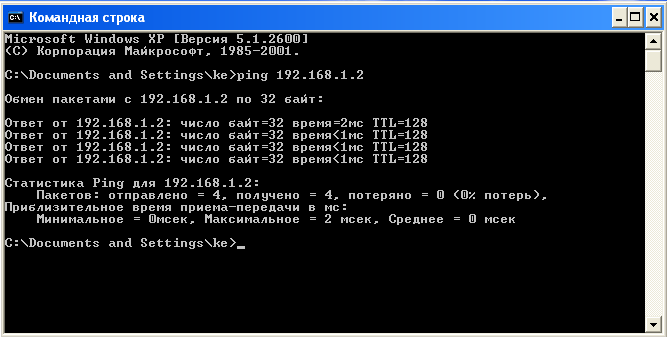 Командная строка
Microsoft Windows XP [Версия 5.1.2600]
(C) Корпорация Майкрософт, 1985-2001.
C:\Documents and Settings\ke>ping 192.168.1.2
Обмен пакетами с 192.168.1.2 по 32 байт:
Ответ от 192.168.1.2: число байт=32 время=2мс TTL=128
Ответ от 192.168.1.2: число байт=32 время<1мс TTL=128
Ответ от 192.168.1.2: число байт=32 время<1мс TTL=128
Ответ от 192.168.1.2: число байт=32 время<1мс TTL=128
Статистика Ping для 192.168.1.2:
Пакетов: отправлено = 4, получено = 4, потеряно = 0 (0% потерь),
Приблизительное время приема-передачи в мс:
Минимальное = 0мсек, Максимальное = 2 мсек, Среднее = 0 мсек
C:\Documents and Settings\ke>_